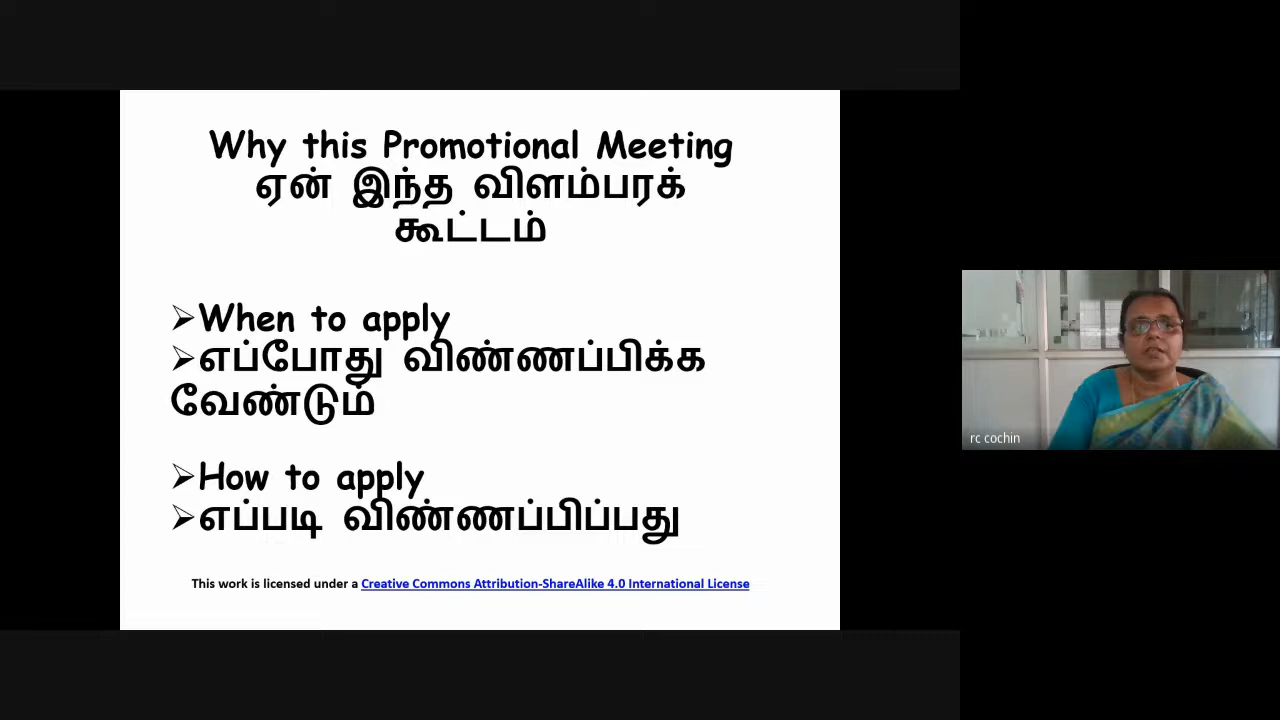 Why this Promotional Meeting
ஏன் இந்த விளம்பரக்
கூட்டம்
➢When to apply
➢எப்போது விண்ணப்பிக்க
வேண்டும்
➢How to apply
➢எப்படி விண்ணப்பிப்பது
This work is licensed under a Creative Commons Attribution-ShareAlike 4.0 International License
rc cochin